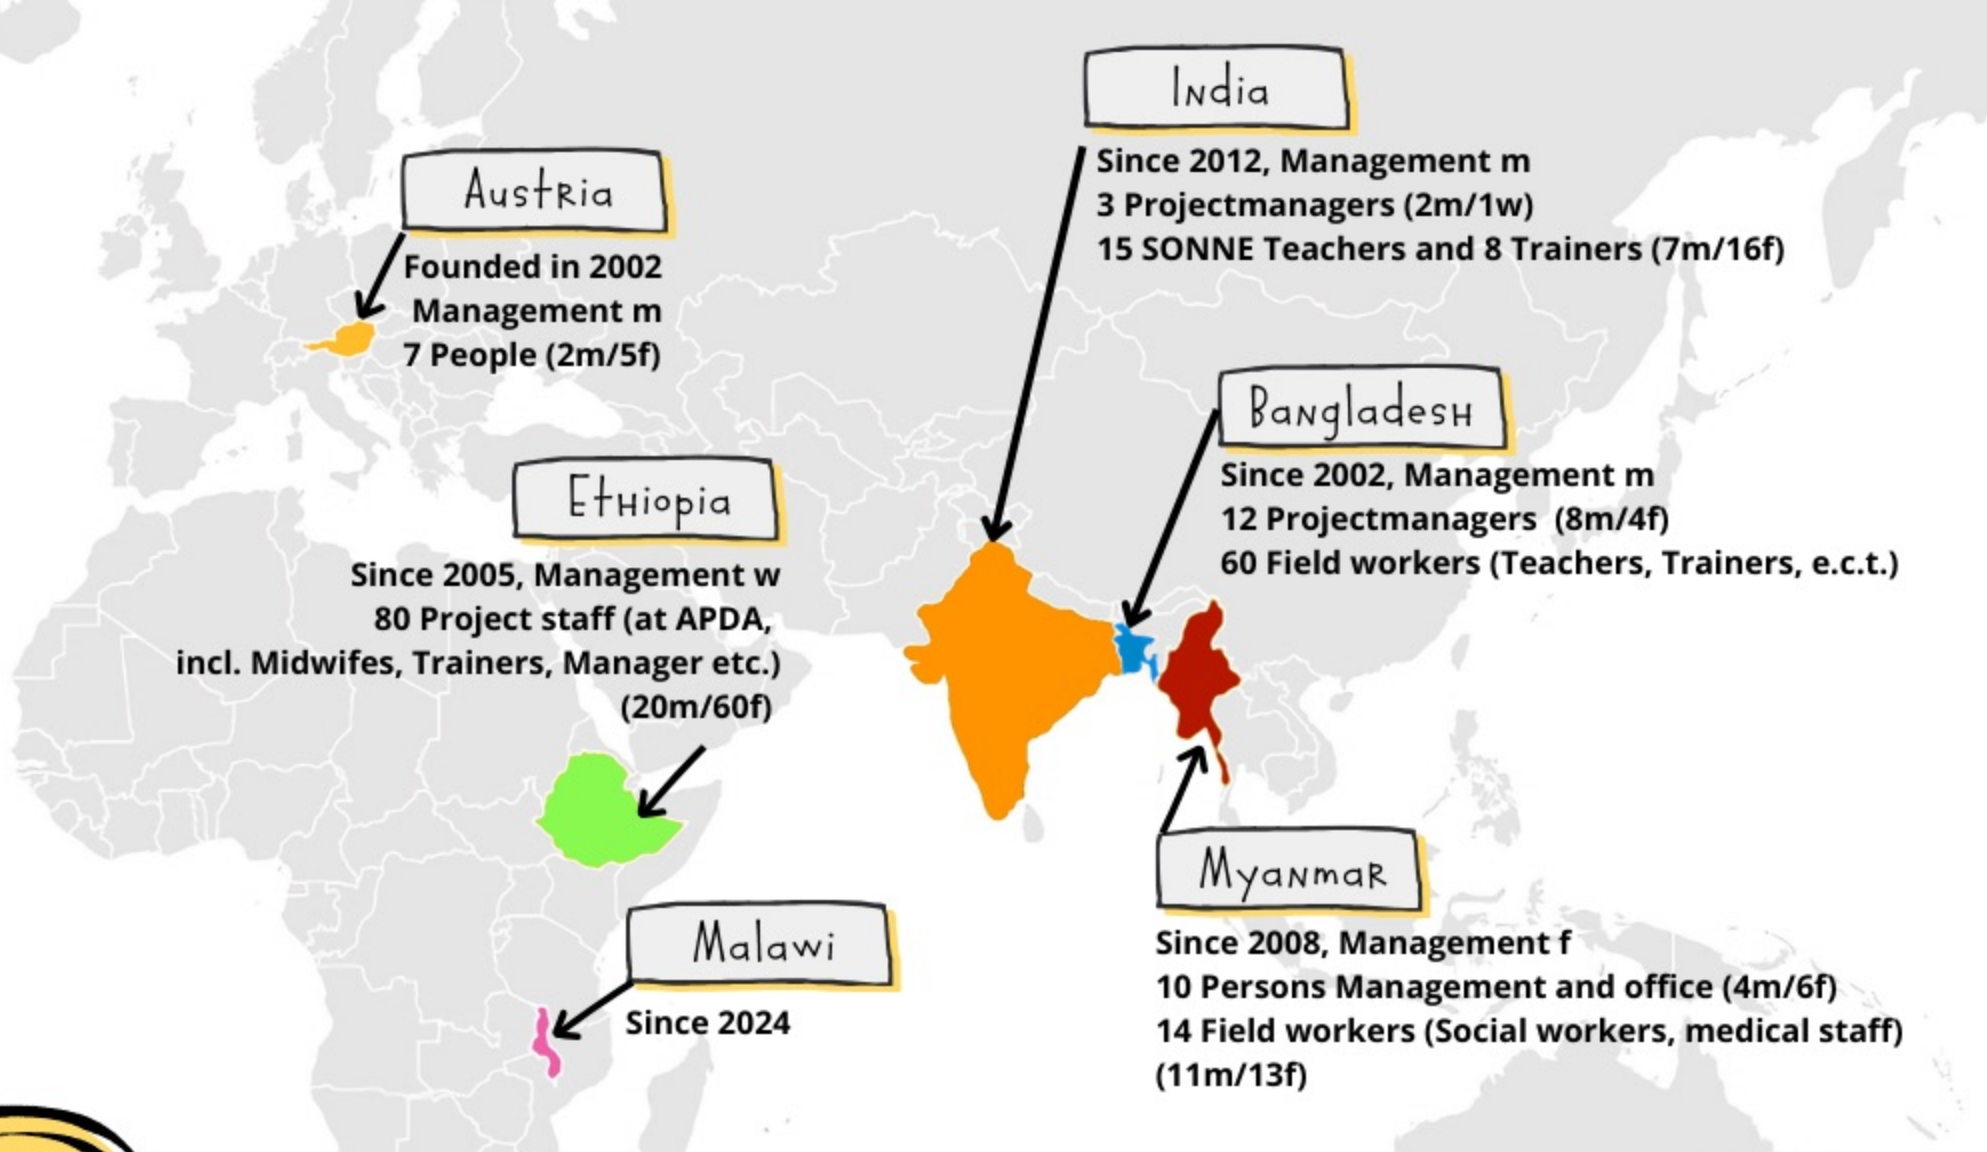 India
Since 2012, Management m
3 Projectmanagers (2m/1w)
15 SONNE Teachers and 8 Trainers (7m/16f)
Austria
Founded in 2002
Management m
7 People (2m/5f)
Bangladesh
Since 2002, Management m
12 Projectmanagers (8m/4f)
60 Field workers (Teachers, Trainers, e.c.t.)
Ethiopia
Since 2005, Management w
80 Project staff (at APDA,
incl. Midwifes, Trainers, Manager etc.)
(20m/60f)
Myanmar
Since 2008, Management f
10 Persons Management and office (4m/6f)
14 Field workers (Social workers, medical staff)
(11m/13f)
Malawi
Since 2024